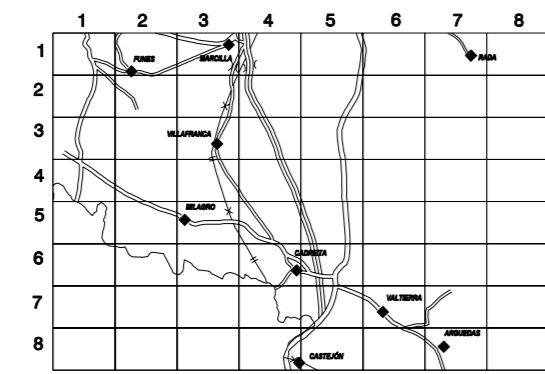 1 2 3 4 5 6 7 8
1
FUNES
MARCILLA
RADA
2
3
VILLAFRANCA
4
5
MILAGRO
6
CADREITA
7
VALTIERRA
8
ARGUEDAS
CASTEJÓN